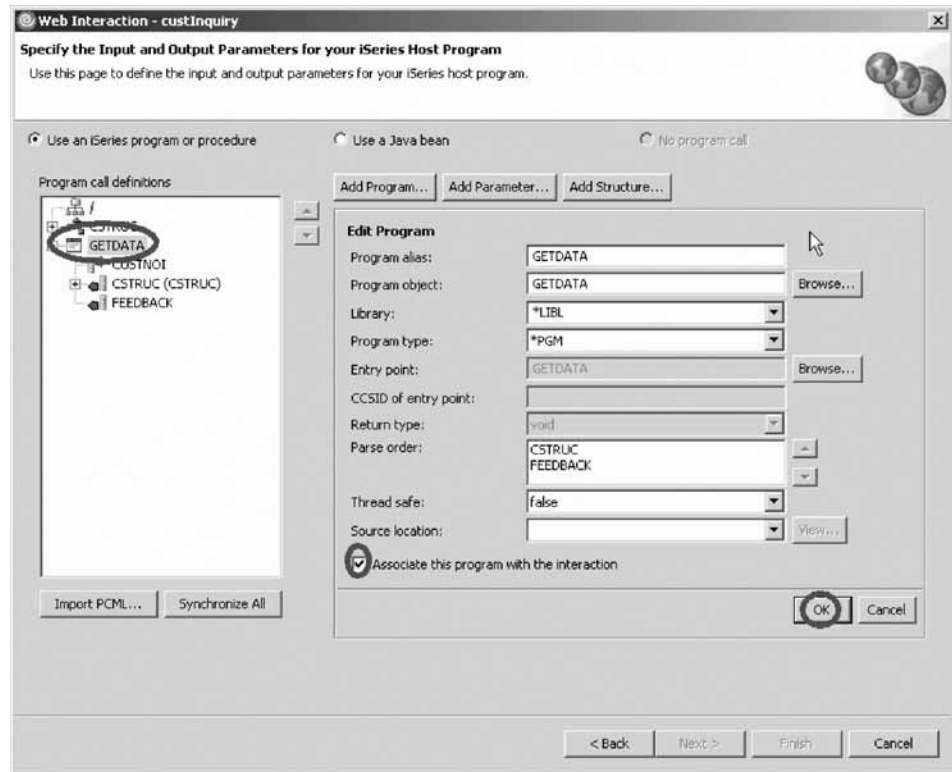 Web Interaction - custInquiry
Specify the Input and Output Parameters for your iSeries Host Program
Use this page to define the input and output parameters for your iSeries host program.
Use an iSeries program or procedure
Use a Java bean
No program call
Program call definitions
/
CSTRUC
GETDATA
CUSTNOI
CSTRUC (CSTRUC)
FEEDBACK
Import PCML...
Synchronize All
Add Program...
Add Parameter...
Add Structure...
Edit Program
Program alias: GETDATA
Program object: GETDATA Browse...
Library: *LIBL
Program type: *PGM
Entry point: GETDATA Browse...
CCSID of entry point:
Return type: void
Parse order: CSTRUC
FEEDBACK
Thread safe: false
Source location: View...
Associate this program with the interaction
OK Cancel
< Back Next > Finish Cancel